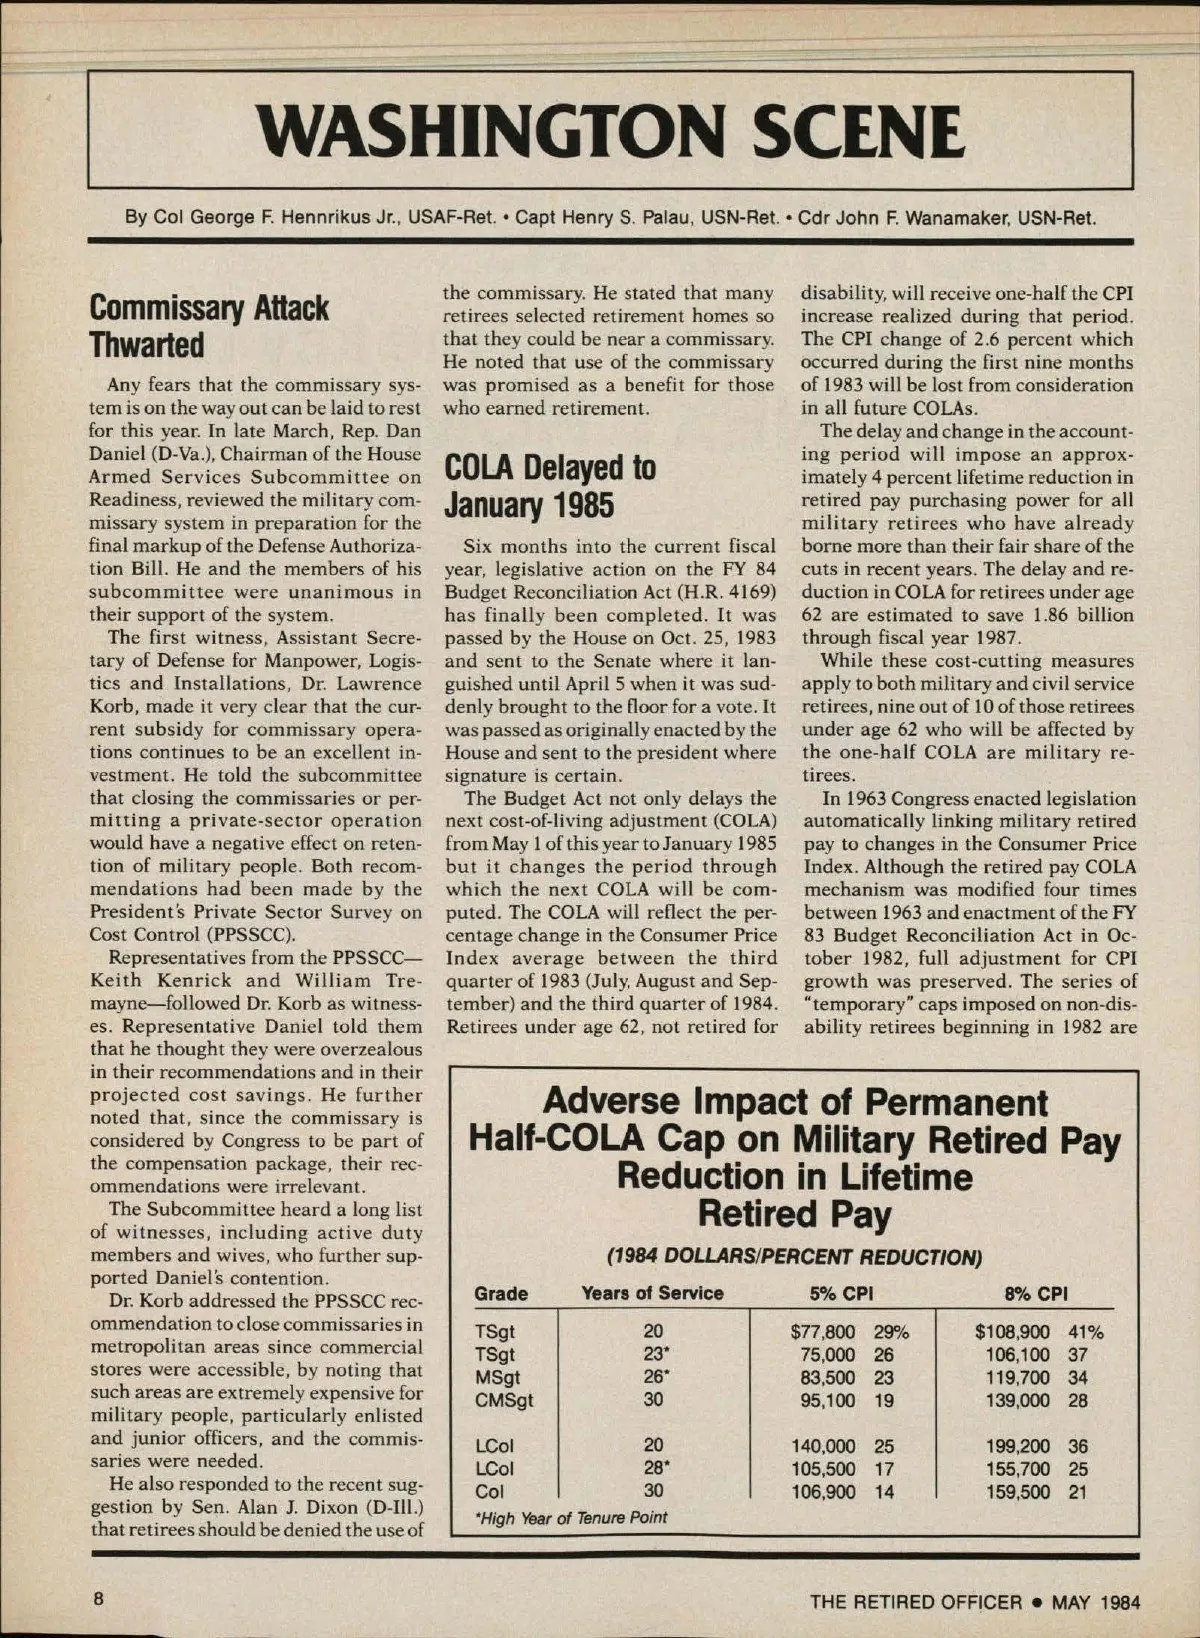 WASHINGTON SCENE
By Col George F. Hennrikus Jr., USAF-Ret. • Capt Henry S. Palau, USN-Ret. • Cdr John F. Wanamaker, USN-Ret.
Commissary Attack
Thwarted
Any fears that the commissary sys-
tem is on the way out can be laid to rest
for this year. In late March, Rep. Dan
Daniel (D-Va.), Chairman of the House
Armed Services Subcommittee on
Readiness, reviewed the military com-
missary system in preparation for the
final markup of the Defense Authoriza-
tion Bill. He and the members of his
subcommittee were unanimous in
their support of the system.
The first witness, Assistant Secre-
tary of Defense for Manpower, Logis-
tics and Installations, Dr. Lawrence
Korb, made it very clear that the cur-
rent subsidy for commissary opera-
tions continues to be an excellent in-
vestment. He told the subcommittee
that closing the commissaries or per-
mitting a private-sector operation
would have a negative effect on reten-
tion of military people. Both recom-
mendations had been made by the
President's Private Sector Survey on
Cost Control (PPSSCC).
Representatives from the PPSSCC—
Keith Kenrick and William Tre-
mayne—followed Dr. Korb as witness-
es. Representative Daniel told them
that he thought they were overzealous
in their recommendations and in their
projected cost savings. He further
noted that, since the commissary is
considered by Congress to be part of
the compensation package, their rec-
ommendations were irrelevant.
The Subcommittee heard a long list
of witnesses, including active duty
members and wives, who further sup-
ported Daniel's contention.
Dr. Korb addressed the PPSSCC rec-
ommendation to close commissaries in
metropolitan areas since commercial
stores were accessible, by noting that
such areas are extremely expensive for
military people, particularly enlisted
and junior officers, and the commis-
saries were needed.
He also responded to the recent sug-
gestion by Sen. Alan J. Dixon (D-Ill.)
that retirees should be denied the use of
the commissary. He stated that many
retirees selected retirement homes so
that they could be near a commissary.
He noted that use of the commissary
was promised as a benefit for those
who earned retirement.
COLA Delayed to
January 1985
Six months into the current fiscal
year, legislative action on the FY 84
Budget Reconciliation Act (H.R. 4169)
has finally been completed. It was
passed by the House on Oct. 25, 1983
and sent to the Senate where it lan-
guished until April 5 when it was sud-
denly brought to the floor for a vote. It
was passed as originally enacted by the
House and sent to the president where
signature is certain.
The Budget Act not only delays the
next cost-of-living adjustment (COLA)
from May 1 of this year to January 1985
but it changes the period through
which the next COLA will be com-
puted. The COLA will reflect the per-
centage change in the Consumer Price
Index average between the third
quarter of 1983 (July, August and Sep-
tember) and the third quarter of 1984.
Retirees under age 62, not retired for
disability, will receive one-half the CPI
increase realized during that period.
The CPI change of 2.6 percent which
occurred during the first nine months
of 1983 will be lost from consideration
in all future COLAs.
The delay and change in the account-
ing period will impose an approx-
imately 4 percent lifetime reduction in
retired pay purchasing power for all
military retirees who have already
borne more than their fair share of the
cuts in recent years. The delay and re-
duction in COLA for retirees under age
62 are estimated to save 1.86 billion
through fiscal year 1987.
While these cost-cutting measures
apply to both military and civil service
retirees, nine out of 10 of those retirees
under age 62 who will be affected by
the one-half COLA are military re-
tirees.
In 1963 Congress enacted legislation
automatically linking military retired
pay to changes in the Consumer Price
Index. Although the retired pay COLA
mechanism was modified four times
between 1963 and enactment of the FY
83 Budget Reconciliation Act in Oc-
tober 1982, full adjustment for CPI
growth was preserved. The series of
"temporary" caps imposed on non-dis-
ability retirees beginning in 1982 are
Adverse Impact of Permanent
Half-COLA Cap on Military Retired Pay
Reduction in Lifetime
Retired Pay
(1984 DOLLARS/PERCENT REDUCTION)
Grade Years of Service 5% CPI 8% CPI
TSgt 20 $77,800 29% $108,900 41%
TSgt 23* 75,000 26 106,100 37
MSgt 26* 83,500 23 119,700 34
CMSgt 30 95,100 19 139,000 28
LCol 20 140,000 25 199,200 36
LCol 28* 105,500 17 155,700 25
Col 30 106,900 14 159,500 21
*High Year of Tenure Point
8 THE RETIRED OFFICER • MAY 1984